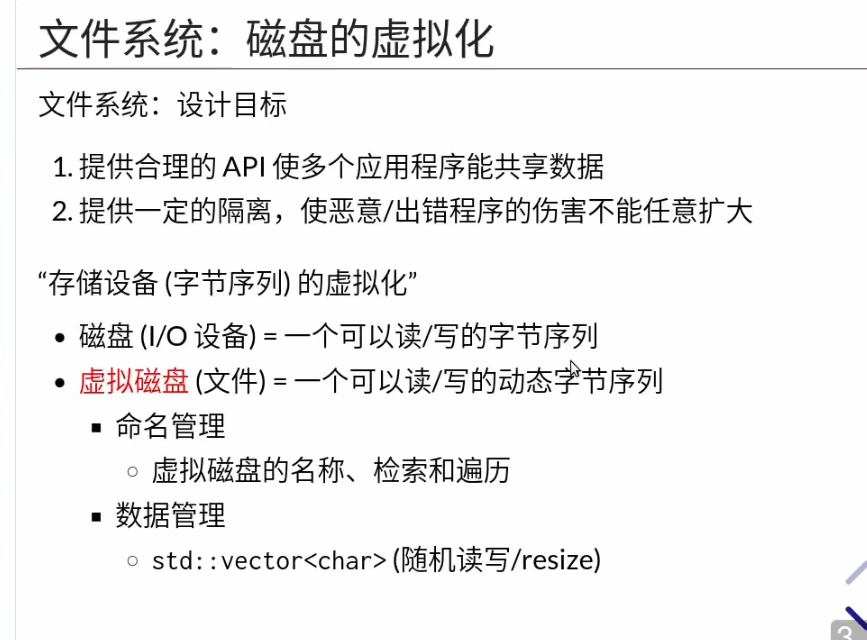 文件系统：磁盘的虚拟化
文件系统：设计目标
1. 提供合理的 API 使多个应用程序能共享数据
2. 提供一定的隔离，使恶意/出错程序的伤害不能任意扩大
“存储设备 (字节序列) 的虚拟化”
• 磁盘 (I/O 设备) = 一个可以读/写的字节序列
• 虚拟磁盘 (文件) = 一个可以读/写的动态字节序列
▪ 命名管理
○ 虚拟磁盘的名称、检索和遍历
▪ 数据管理
○ std::vector<char> (随机读写/resize)